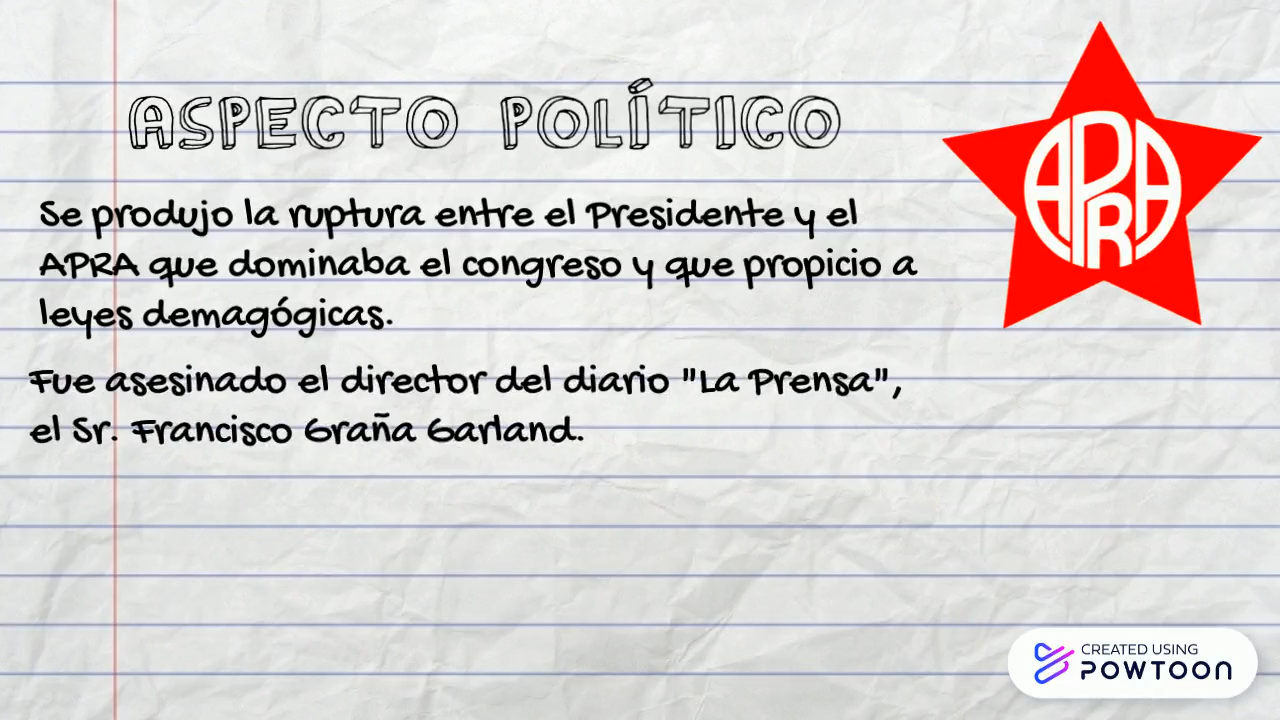 ASPECTO POLÍTICO
APRA
Se produjo la ruptura entre el Presidente y el
APRA que dominaba el congreso y que propicio a
leyes demagógicas.
Fue asesinado el director del diario "La Prensa",
el Sr. Francisco Graña Garland.
CREATED USING
POWTOON